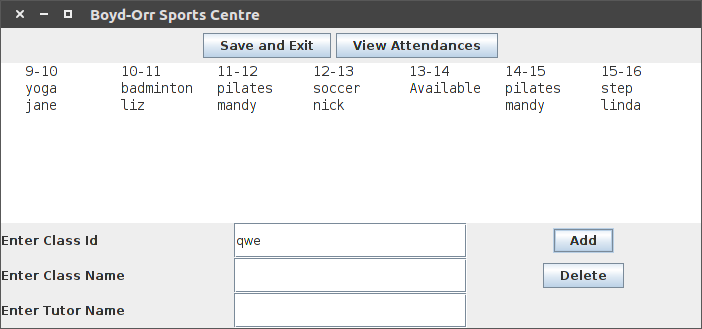 Boyd-Orr Sports Centre
Save and Exit View Attendances
9-10 10-11 11-12 12-13 13-14 14-15 15-16
yoga badminton pilates soccer Available pilates step
jane liz mandy nick mandy linda
Enter Class Id qwe Add
Enter Class Name Delete
Enter Tutor Name